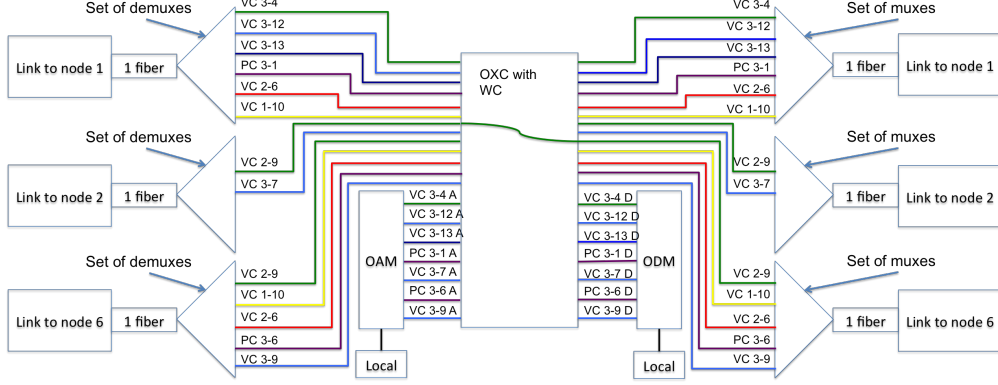 Set of demuxes
VC 3-4
VC 3-12
VC 3-13
PC 3-1
VC 2-6
VC 1-10
Link to node 1
1 fiber
OXC with
WC
VC 3-4
Set of muxes
VC 3-12
VC 3-13
PC 3-1
VC 2-6
VC 1-10
1 fiber
Link to node 1
Set of demuxes
VC 2-9
VC 3-7
Link to node 2
1 fiber
Set of muxes
VC 2-9
VC 3-7
1 fiber
Link to node 2
VC 3-4 A
VC 3-12 A
VC 3-13 A
PC 3-1 A
VC 3-7 A
PC 3-6 A
VC 3-9 A
OAM
Local
VC 3-4 D
VC 3-12 D
VC 3-13 D
PC 3-1 D
VC 3-7 D
PC 3-6 D
VC 3-9 D
ODM
Local
Set of demuxes
VC 2-9
VC 1-10
VC 2-6
PC 3-6
VC 3-9
Link to node 6
1 fiber
Set of muxes
VC 2-9
VC 1-10
VC 2-6
PC 3-6
VC 3-9
1 fiber
Link to node 6